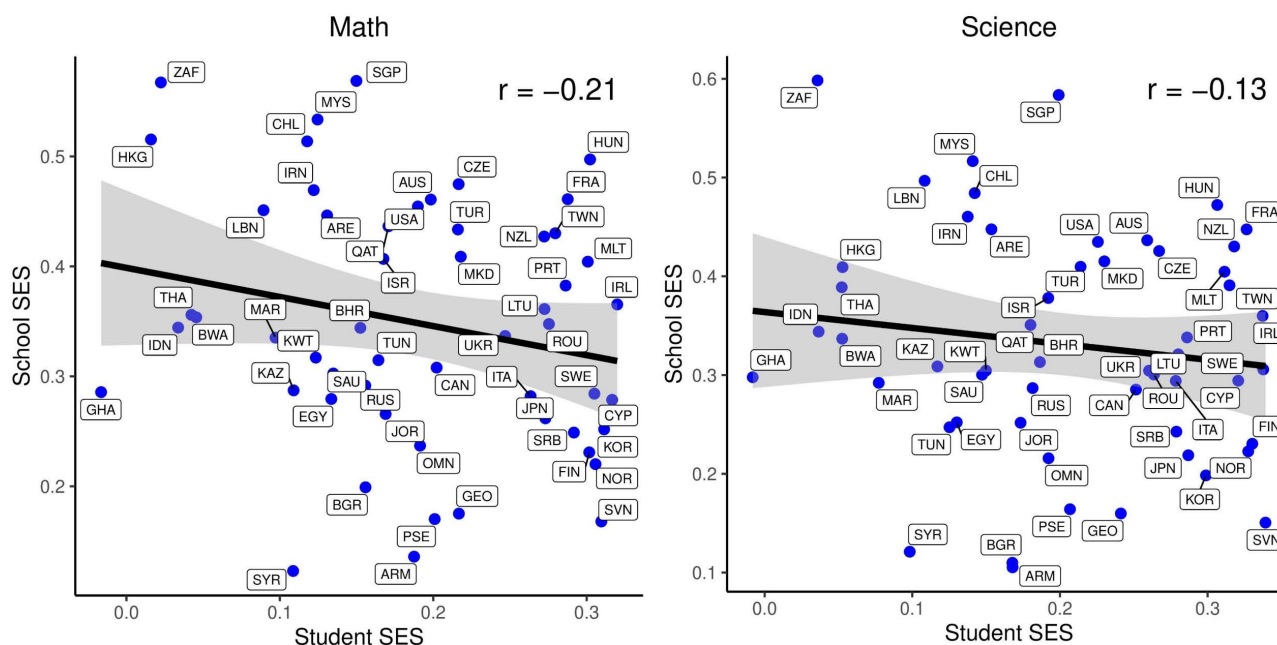 Math
ZAF
SGP
r = −0.21
MYS
CHL
HKG
HUN
IRN
CZE
AUS
FRA
LBN
ARE
USA
TUR
TWN
QAT
NZL
MLT
ISR
MKD
PRT
IRL
THA
MAR
BHR
LTU
IDN
BWA
KWT
TUN
UKR
ROU
KAZ
SAU
CAN
ITA
SWE
GHA
EGY
RUS
JPN
CYP
JOR
SRB
KOR
OMN
FIN
NOR
BGR
GEO
SVN
PSE
SYR
ARM
0.5
0.4
0.3
0.2
School SES
0.0 0.1 0.2 0.3
Student SES
Science
ZAF
SGP
r = −0.13
MYS
CHL
LBN
HUN
IRN
ARE
USA
AUS
NZL
FRA
HKG
TUR
MKD
CZE
MLT
THA
ISR
TWN
IDN
QAT
PRT
IRL
GHA
BWA
KAZ
KWT
BHR
UKR
LTU
SWE
MAR
SAU
RUS
CAN
ROU
ITA
CYP
TUN
EGY
JOR
SRB
FIN
OMN
JPN
NOR
KOR
SYR
PSE
GEO
SVN
BGR
ARM
0.6
0.5
0.4
0.3
0.2
0.1
School SES
0.0 0.1 0.2 0.3
Student SES